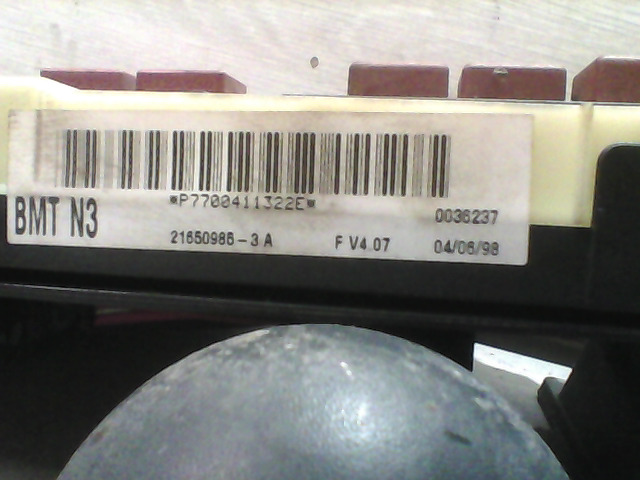 *P7700411322E*
0036237
BMT N3
21650986-3 A F V4.07 04/06/98